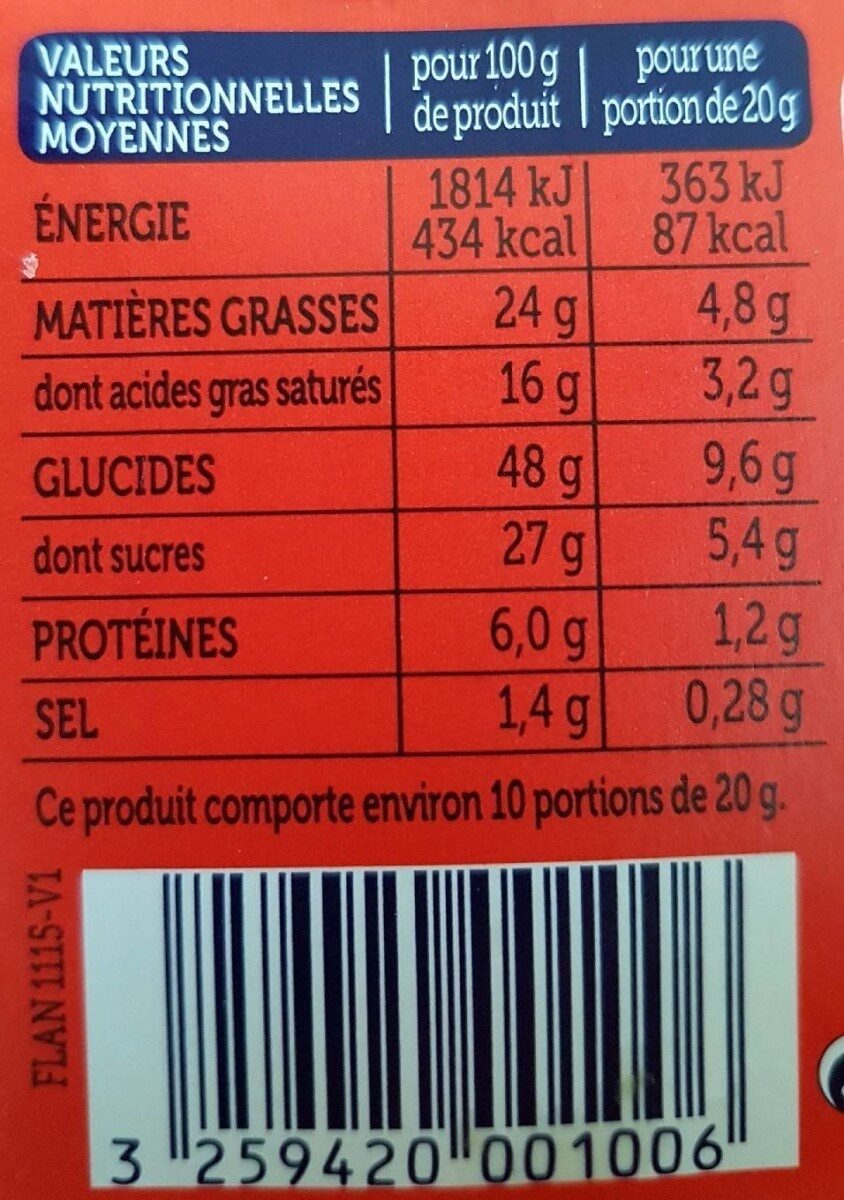 VALEURS
NUTRITIONNELLES
MOYENNES
pour 100 g
de produit
pour une
portion de 20 g
ÉNERGIE
1814 kJ
434 kcal
363 kJ
87 kcal
MATIÈRES GRASSES 24 g 4,8 g
dont acides gras saturés 16 g 3,2 g
GLUCIDES 48 g 9,6 g
dont sucres 27 g 5,4 g
PROTÉINES 6,0 g 1,2 g
SEL 1,4 g 0,28 g
Ce produit comporte environ 10 portions de 20 g.
FLAN 1115-V1
3 259420 001006